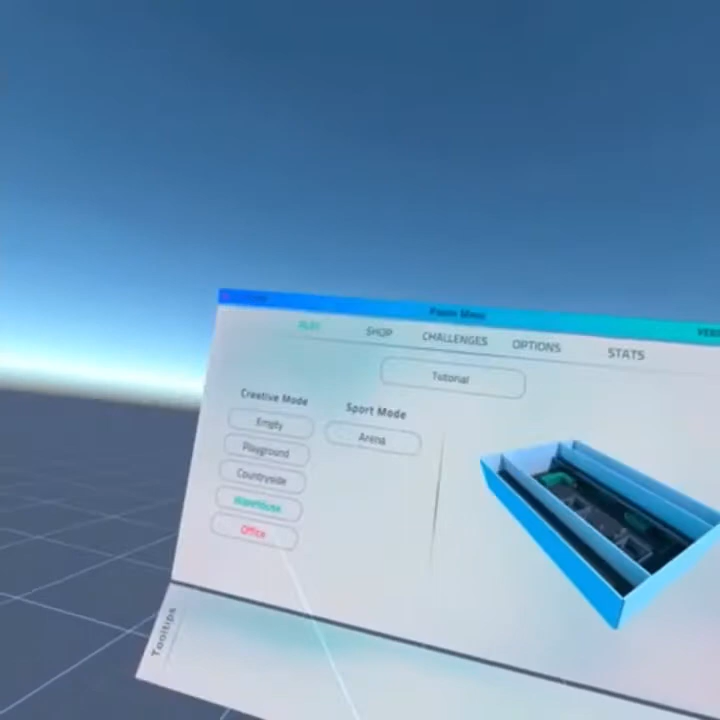 Pause Menu
PLAY SHOP CHALLENGES OPTIONS STATS
Tutorial
Creative Mode Sport Mode
Empty Arena
Playground
Countryside
Warehouse
Office
Tooltips